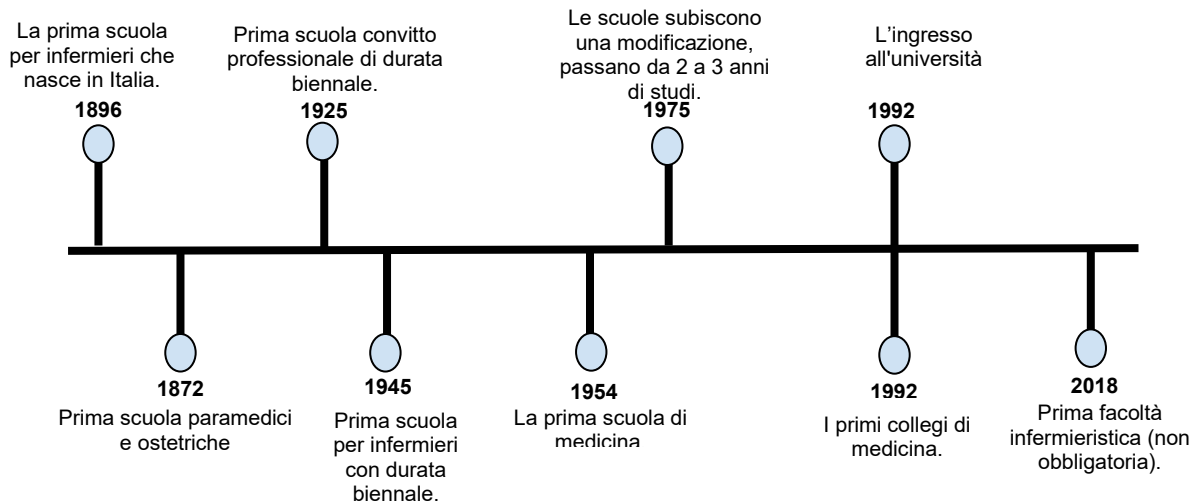 La prima scuola
per infermieri che
nasce in Italia.
1896
Prima scuola convitto
professionale di durata
biennale.
1925
Le scuole subiscono
una modificazione,
passano da 2 a 3 anni
di studi.
1975
L'ingresso
all'università
1992
1872
Prima scuola paramedici
e ostetriche
1945
Prima scuola
per infermieri
con durata
biennale.
1954
La prima scuola di
medicina
1992
I primi collegi di
medicina.
2018
Prima facoltà
infermieristica (non
obbligatoria).